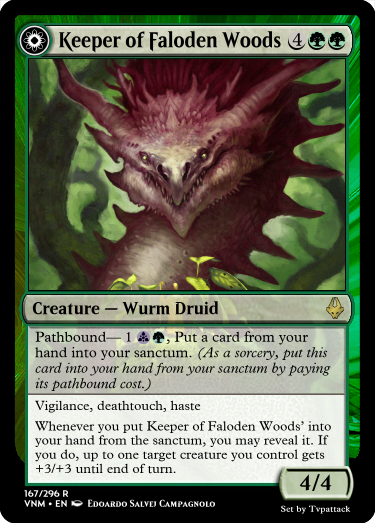 Keeper of Faloden Woods 4
Creature — Wurm Druid
Pathbound— 1 , Put a card from your
hand into your sanctum. (As a sorcery, put this
card into your hand from your sanctum by paying
its pathbound cost.)
Vigilance, deathtouch, haste
Whenever you put Keeper of Faloden Woods’ into
your hand from the sanctum, you may reveal it. If
you do, up to one target creature you control gets
+3/+3 until end of turn.
4/4
167/296 R
VNM • EN Edoardo Salvei Campagnolo
Set by Tvpattack